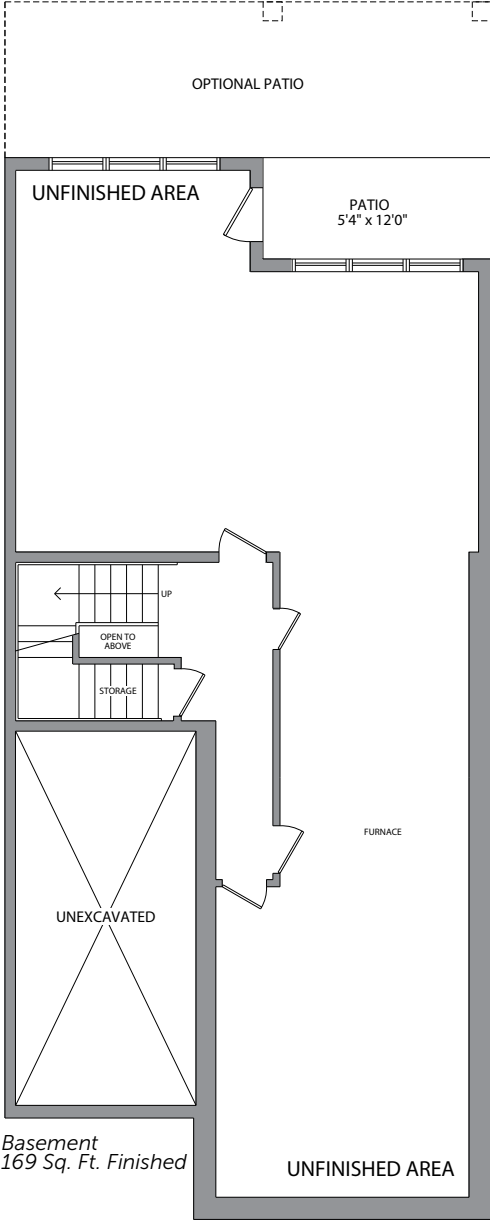 OPTIONAL PATIO
UNFINISHED AREA
PATIO
5'4" x 12'0"
UP
OPEN TO
ABOVE
STORAGE
FURNACE
UNEXCAVATED
Basement
169 Sq. Ft. Finished
UNFINISHED AREA